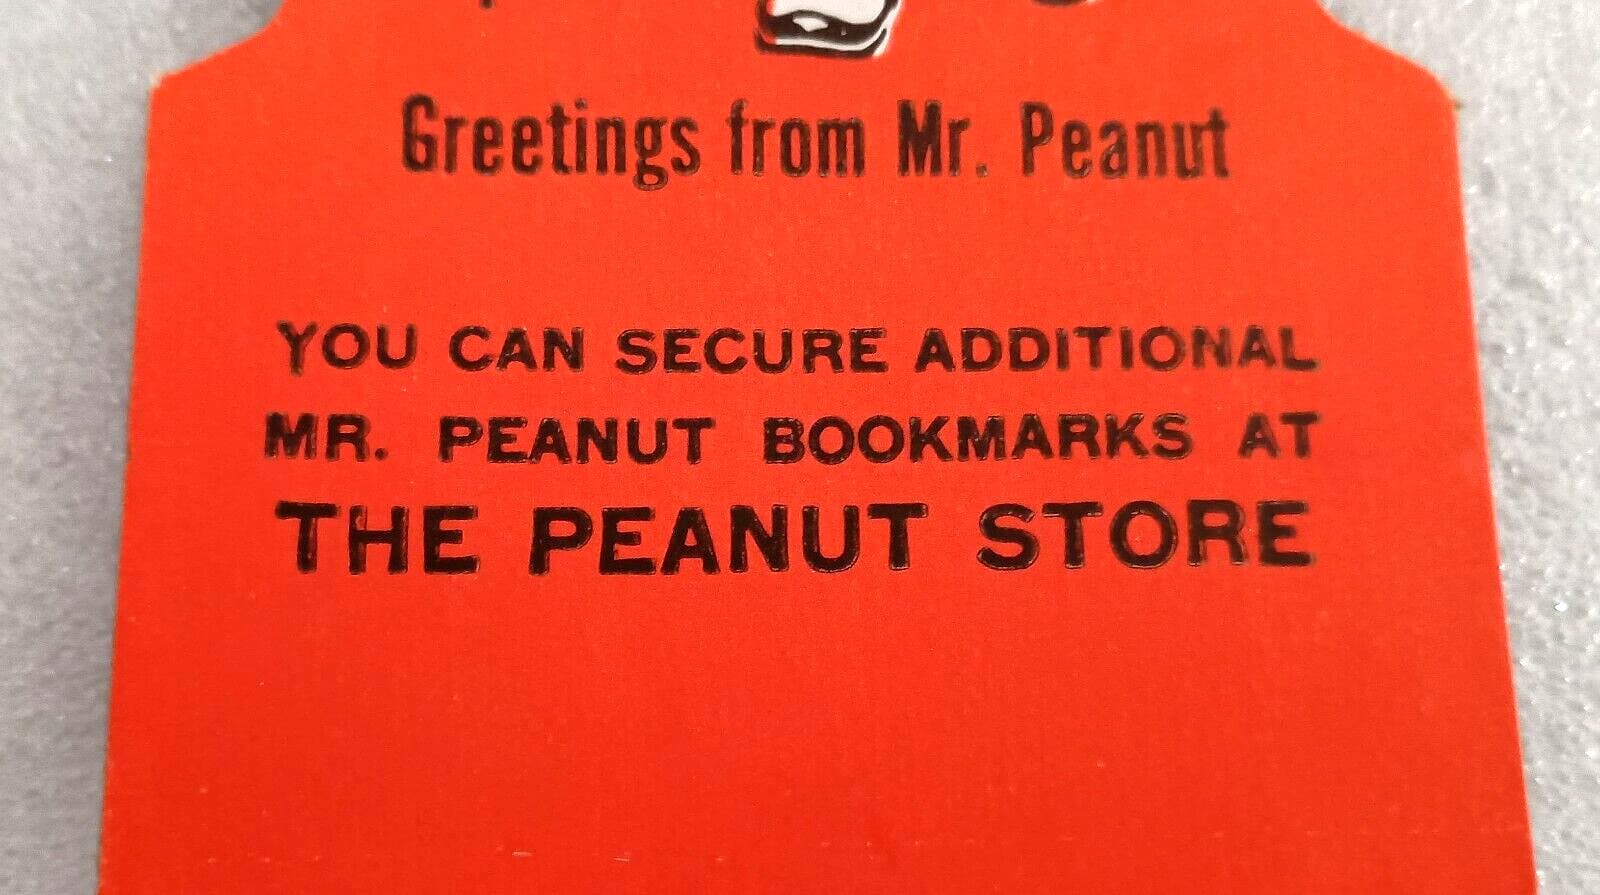 Greetings from Mr. Peanut
YOU CAN SECURE ADDITIONAL
MR. PEANUT BOOKMARKS AT
THE PEANUT STORE